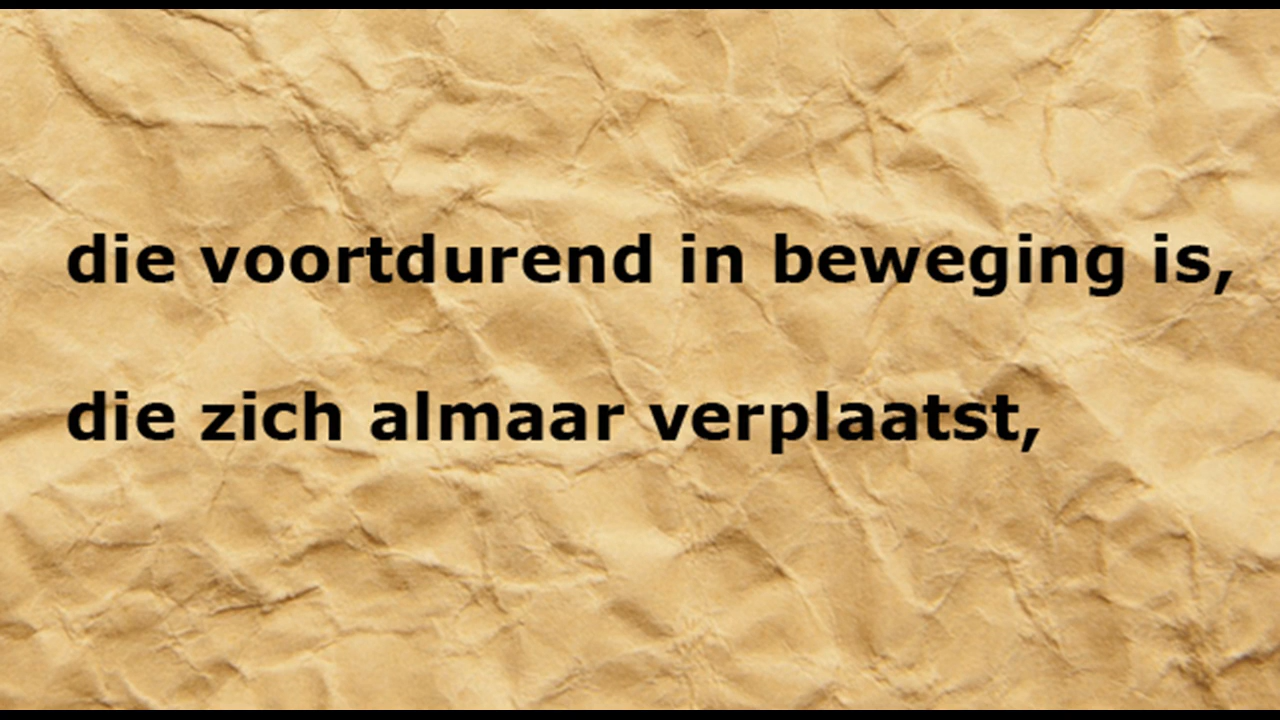 die voortdurend in beweging is,
die zich almaar verplaatst,